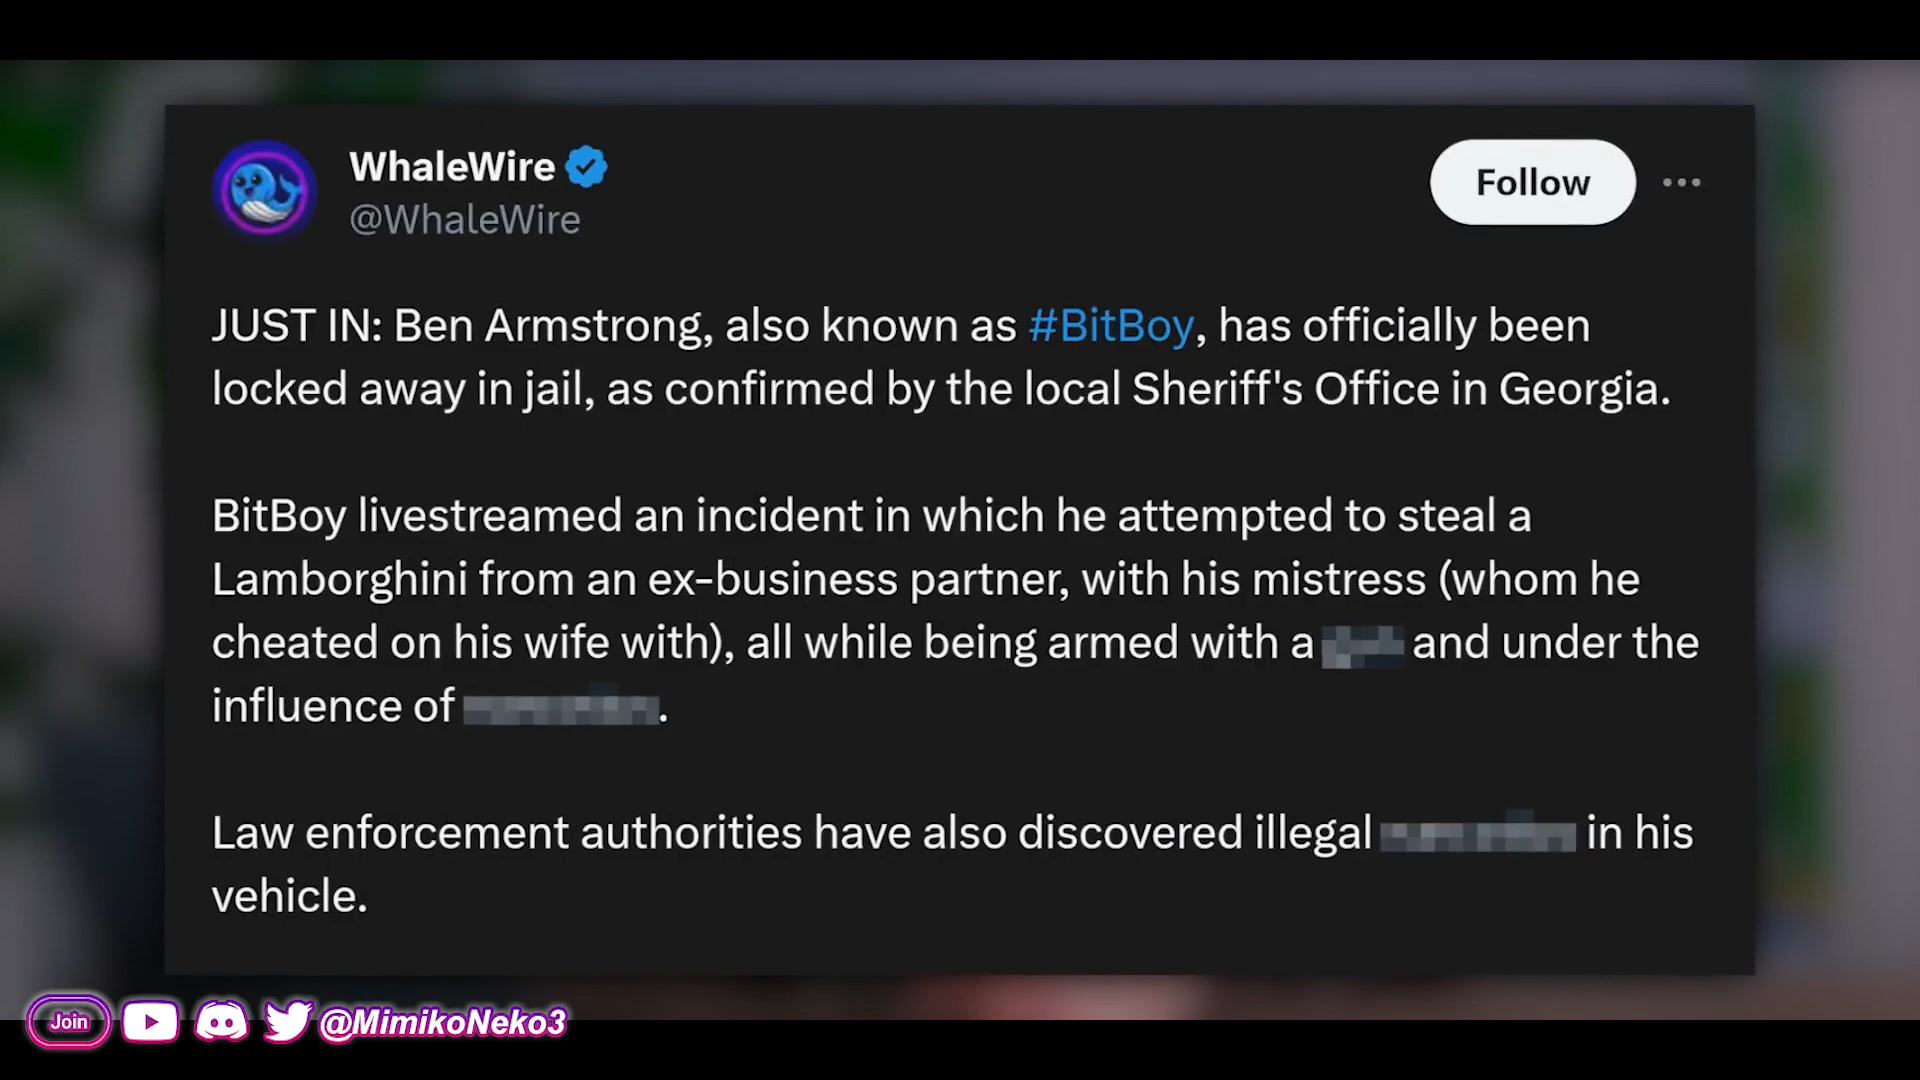 WhaleWire
@WhaleWire
Follow
JUST IN: Ben Armstrong, also known as #BitBoy, has officially been
locked away in jail, as confirmed by the local Sheriff's Office in Georgia.
BitBoy livestreamed an incident in which he attempted to steal a
Lamborghini from an ex-business partner, with his mistress (whom he
cheated on his wife with), all while being armed with a and under the
influence of .
Law enforcement authorities have also discovered illegal in his
vehicle.
Join @MimikoNeko3